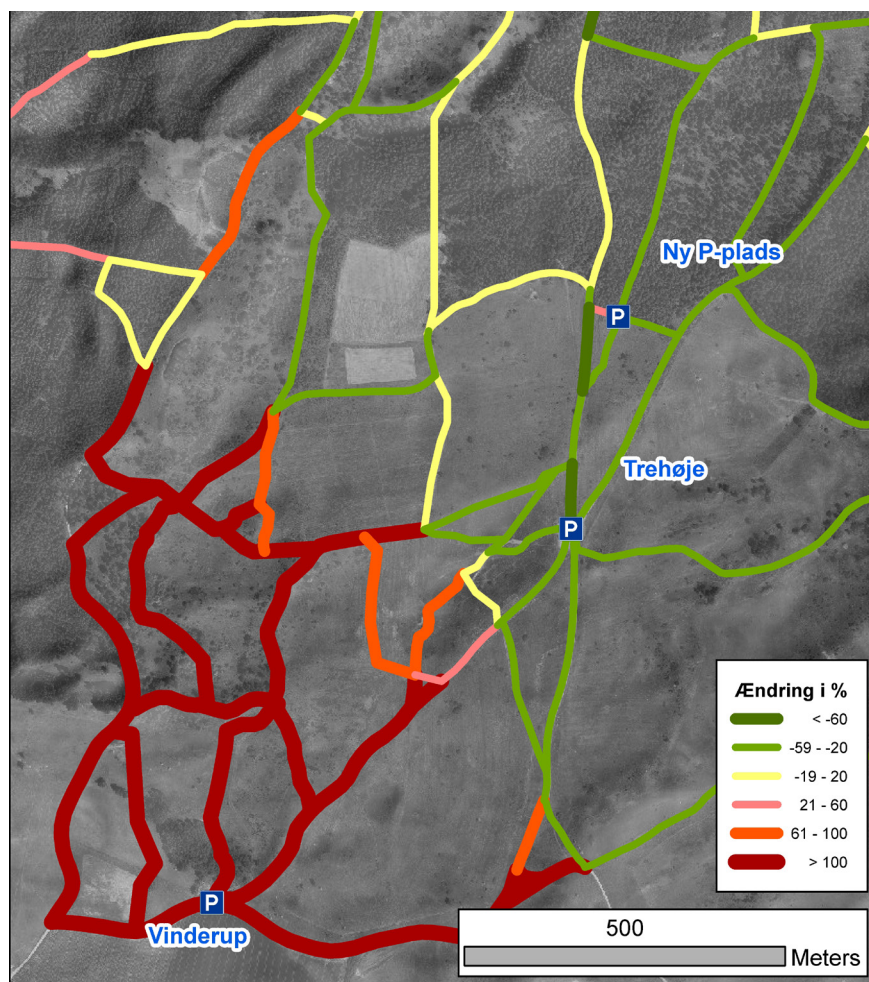 Ny P-plads
P
Trehøje
P
Ændring i %
< -60
-59 - -20
-19 - 20
21 - 60
61 - 100
> 100
P
Vinderup
500
Meters